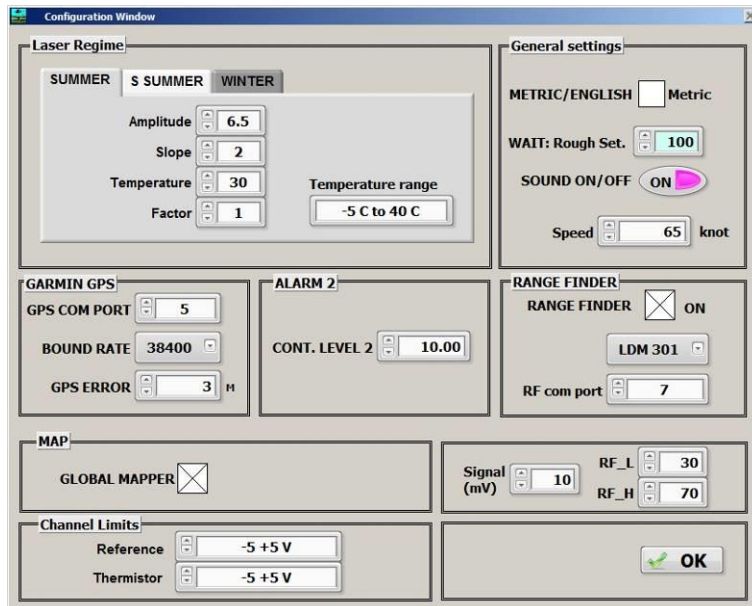 Configuration Window
Laser Regime
SUMMER S SUMMER WINTER
Amplitude 6.5
Slope 2
Temperature 30
Factor 1
Temperature range
-5 C to 40 C
General settings
METRIC/ENGLISH Metric
WAIT: Rough Set. 100
SOUND ON/OFF ON
Speed 65 knot
GARMIN GPS
GPS COM PORT 5
BOUND RATE 38400
GPS ERROR 3 M
ALARM 2
CONT. LEVEL 2 10.00
RANGE FINDER
RANGE FINDER ON
LDM 301
RF com port 7
MAP
GLOBAL MAPPER
Signal (mV) 10
RF_L 30
RF_H 70
Channel Limits
Reference -5 +5 V
Thermistor -5 +5 V
OK